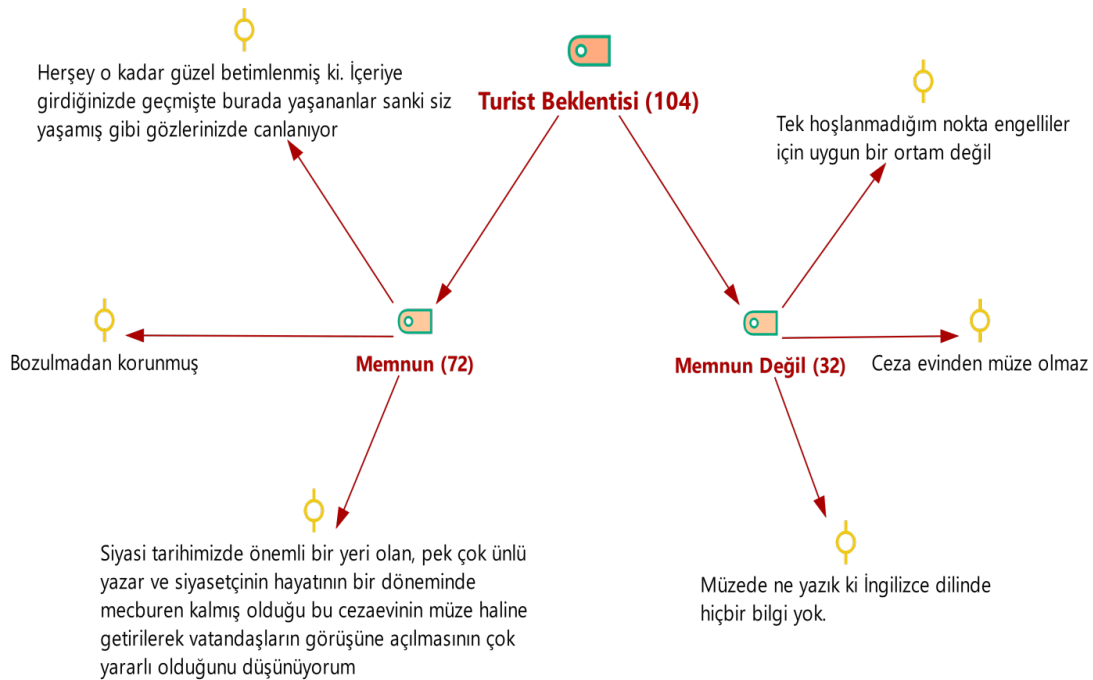 Herşey o kadar güzel betimlenmiş ki. İçeriye
girdiğinizde geçmişte burada yaşananlar sanki siz
yaşamış gibi gözlerinizde canlanıyor
Turist Beklentisi (104)
Tek hoşlanmadığım nokta engelliler
için uygun bir ortam değil
Bozulmadan korunmuş
Memnun (72)
Memnun Değil (32)
Ceza evinden müze olmaz
Siyasi tarihimizde önemli bir yeri olan, pek çok ünlü
yazar ve siyasetçinin hayatının bir döneminde
mecburen kalmış olduğu bu cezaevinin müze haline
getirilerek vatandaşların görüşüne açılmasının çok
yararlı olduğunu düşünüyorum
Müzede ne yazık ki İngilizce dilinde
hiçbir bilgi yok.